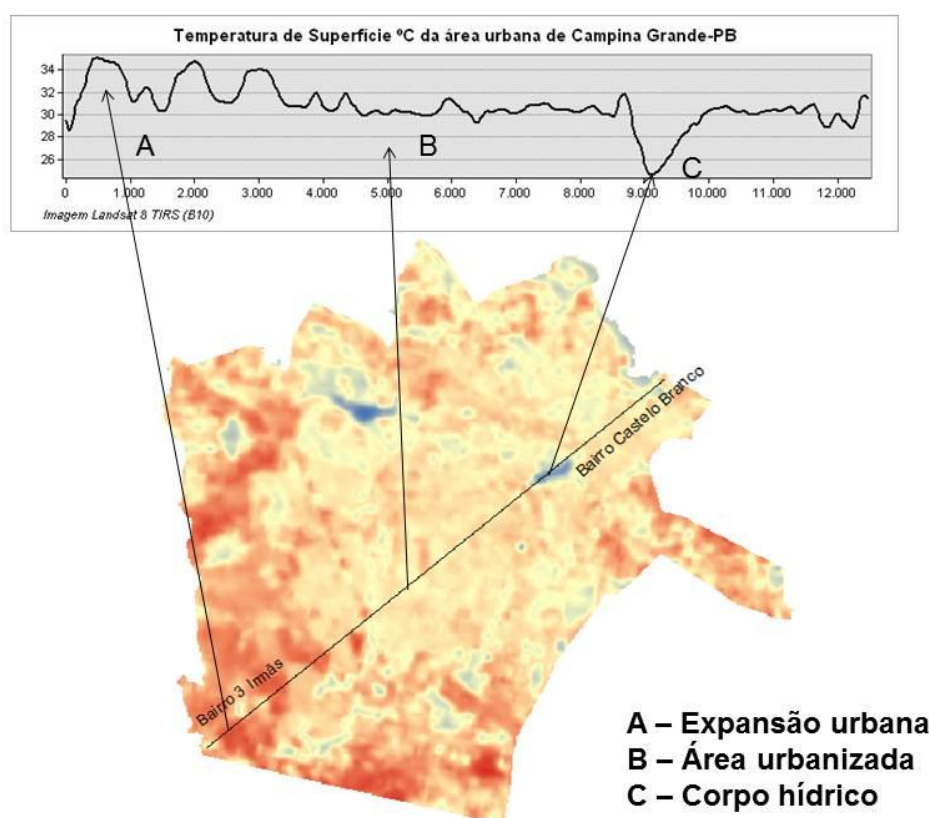 Temperatura de Superfície ºC da área urbana de Campina Grande-PB
34
32
30
28
26
A
B
C
0
1.000
2.000
3.000
4.000
5.000
6.000
7.000
8.000
9.000
10.000
11.000
12.000
Imagem Landsat 8 TIRS (B10)
Bairro Castelo Branco
Bairro 3 Irmãs
A – Expansão urbana
B – Área urbanizada
C – Corpo hídrico